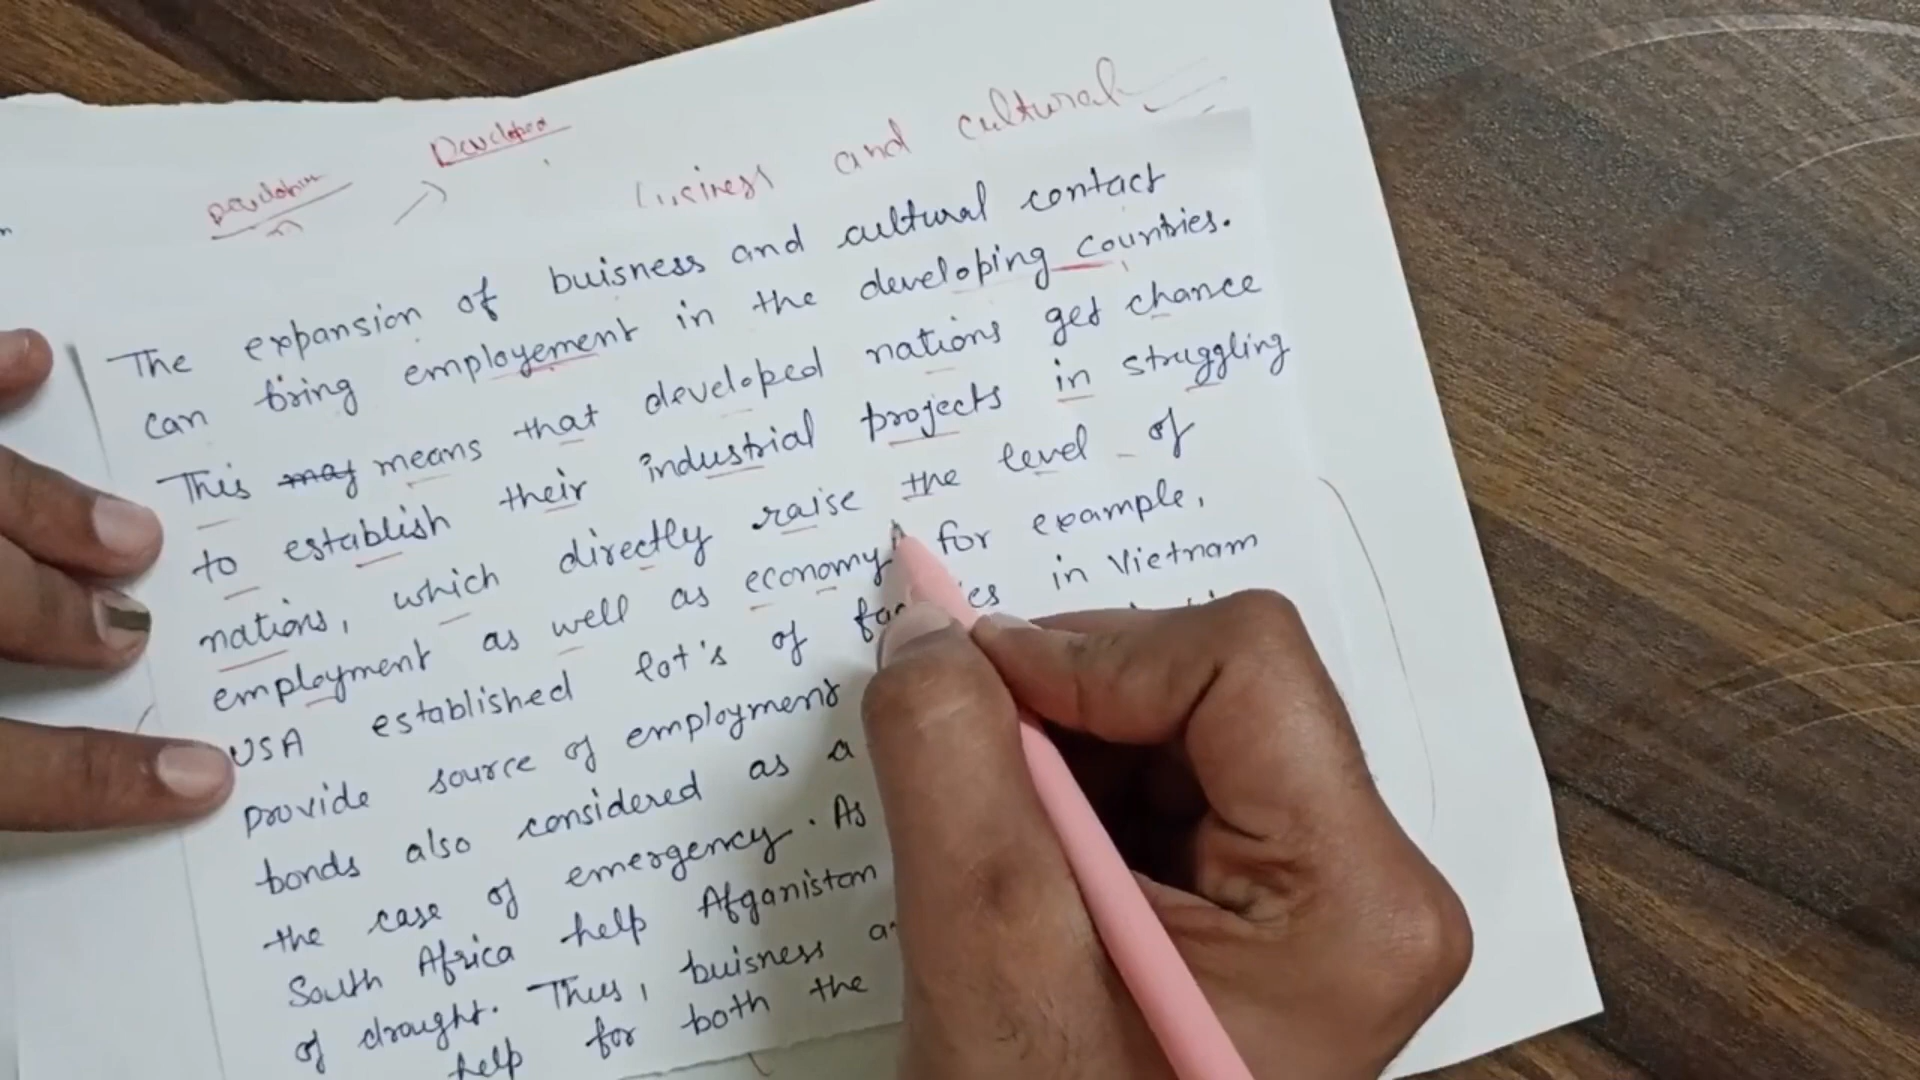 Developed
business and cultural
The expansion of buisness and cultural contact
can bring employement in the developing countries.
This may means that developed nations get chance
to establish their industrial projects in struggling
nations, which directly raise the level of
employment as well as economy for example,
USA established lot's of in Vietnam
provide source of employment
bonds also considered as a
the case of emergency. As
South Africa help Afganistan
of draught. Thus, buisness
help for both the